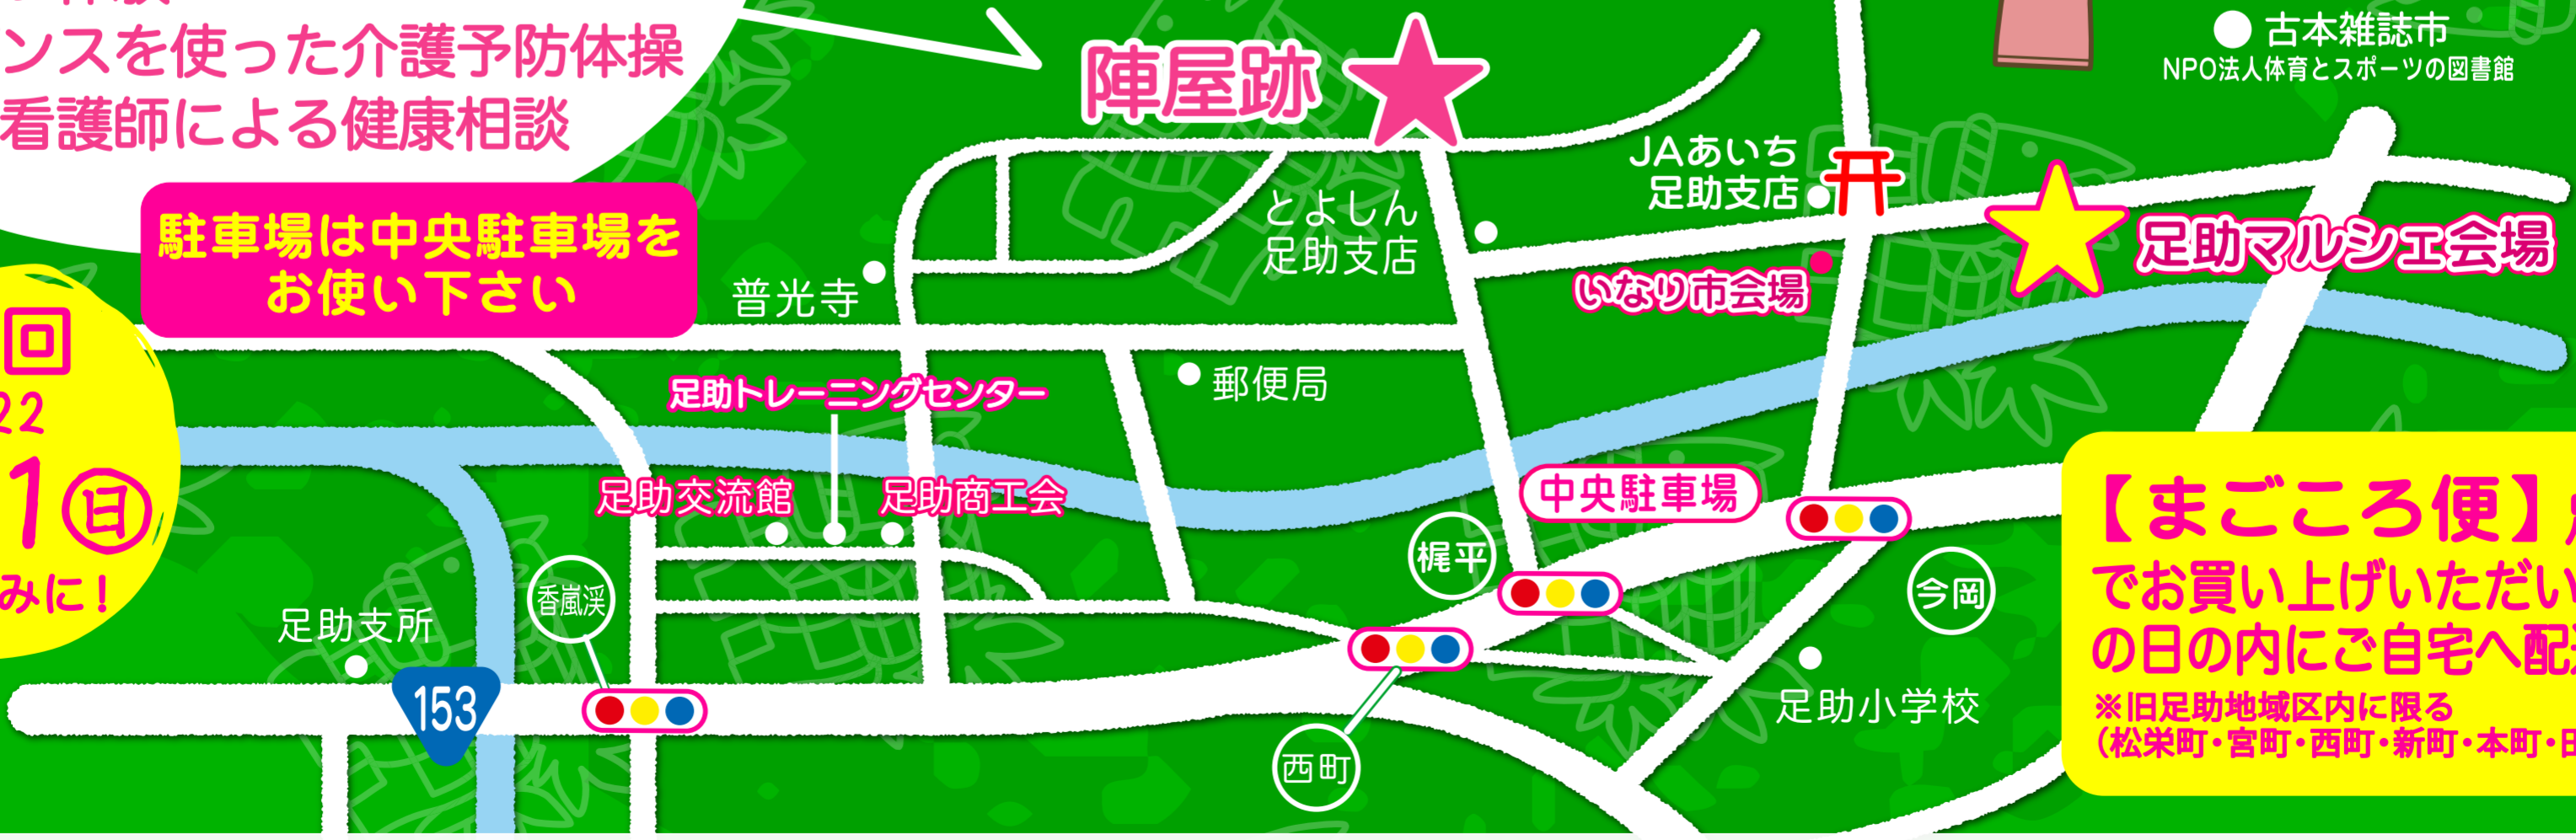 ンスを使った介護予防体操
看護師による健康相談
駐車場は中央駐車場を
お使い下さい
回
22
1 日
みに!
陣屋跡
古本雑誌市
NPO法人体育とスポーツの図書館
JAあいち
足助支店
とよしん
足助支店
足助マルシェ会場
いなり市会場
普光寺
郵便局
足助トレーニングセンター
足助交流館
足助商工会
中央駐車場
梶平
今岡
香嵐渓
足助支所
153
西町
足助小学校
【まごころ便】
でお買い上げいただい
の日の内にご自宅へ配
※旧足助地域区内に限る
(松栄町・宮町・西町・新町・本町・